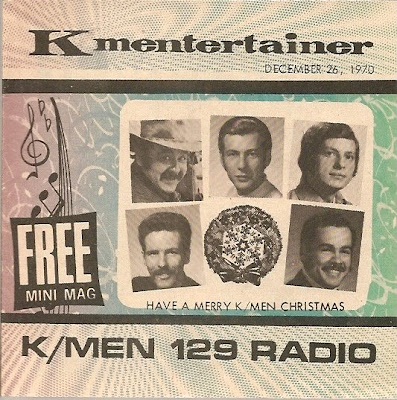 Kmentertainer
DECEMBER 26, 1970
FREE
MINI MAG
HAVE A MERRY K/MEN CHRISTMAS
K/MEN 129 RADIO